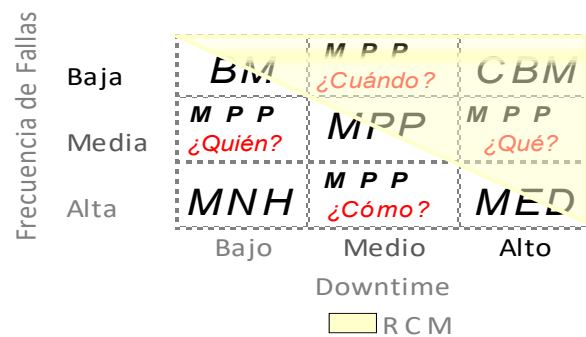 Frecuencia de Fallas
Baja
BM
M P P
¿Cuándo?
CBM
Media
M P P
¿Quién?
MPP
M P P
¿Qué?
Alta
MNH
M P P
¿Cómo?
MED
Bajo Medio Alto
Downtime
RCM